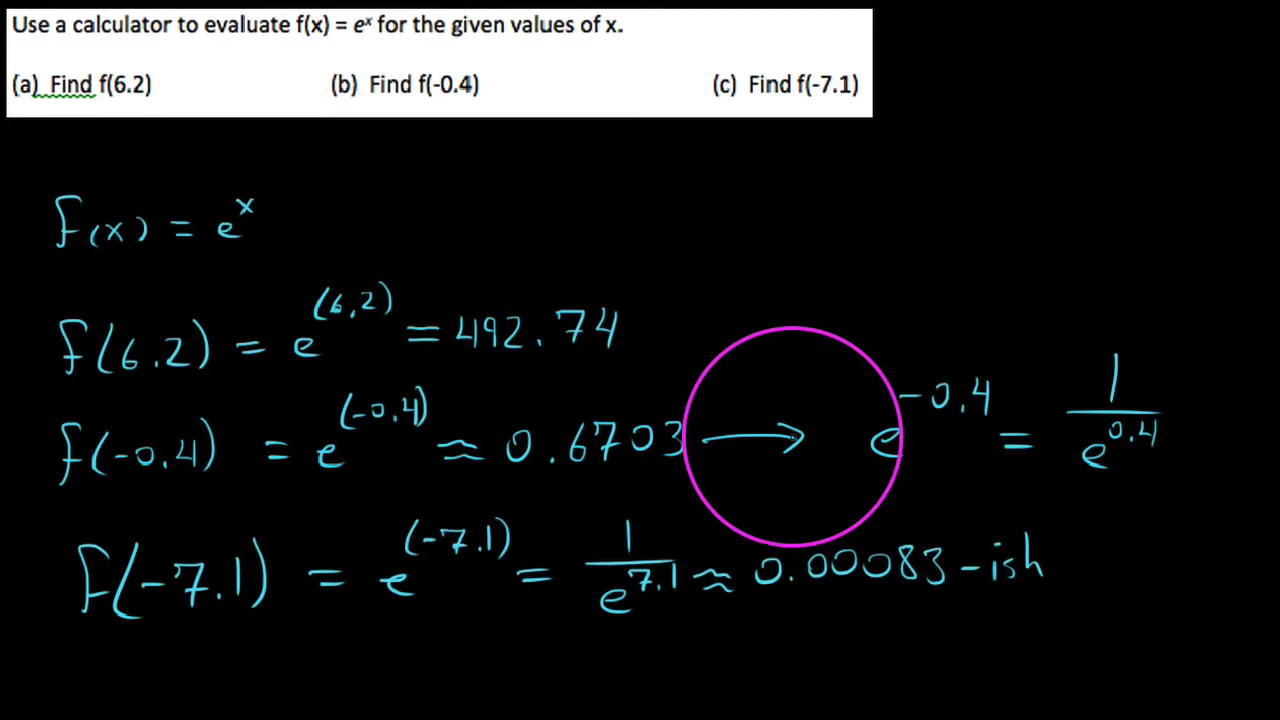 Use a calculator to evaluate f(x) = eˣ for the given values of x.
(a) Find f(6.2) (b) Find f(-0.4) (c) Find f(-7.1)
f(x) = e^x
f(6.2) = e^(6.2) = 492.74
f(-0.4) = e^(-0.4) ≈ 0.6703 → e^-0.4 = 1/e^0.4
f(-7.1) = e^(-7.1) = 1/e^7.1 ≈ 0.00083-ish